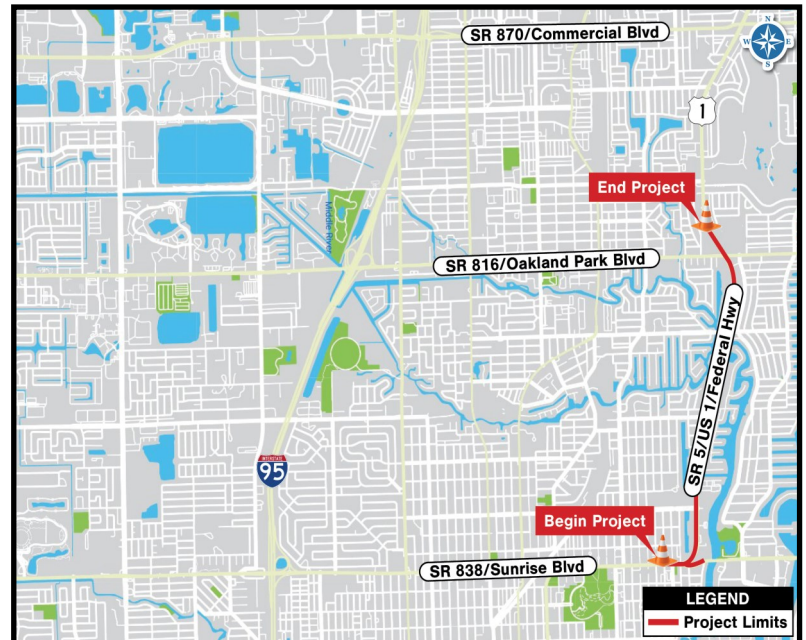 SR 870/Commercial Blvd
N
W
E
S
1
End Project
Middle River
SR 816/Oakland Park Blvd
SR 5/US 1/Federal Hwy
INTERSTATE
95
Begin Project
SR 838/Sunrise Blvd
LEGEND
Project Limits